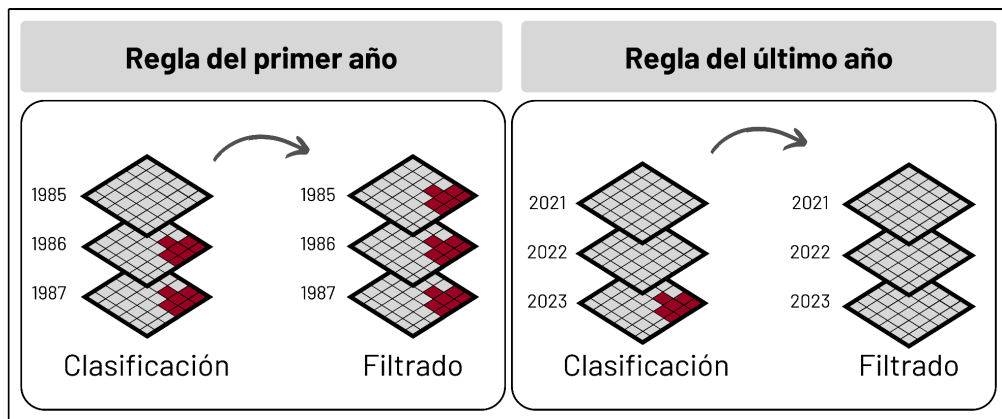 Regla del primer año
1985
1986
1987
Clasificación
1985
1986
1987
Filtrado
Regla del último año
2021
2022
2023
Clasificación
2021
2022
2023
Filtrado